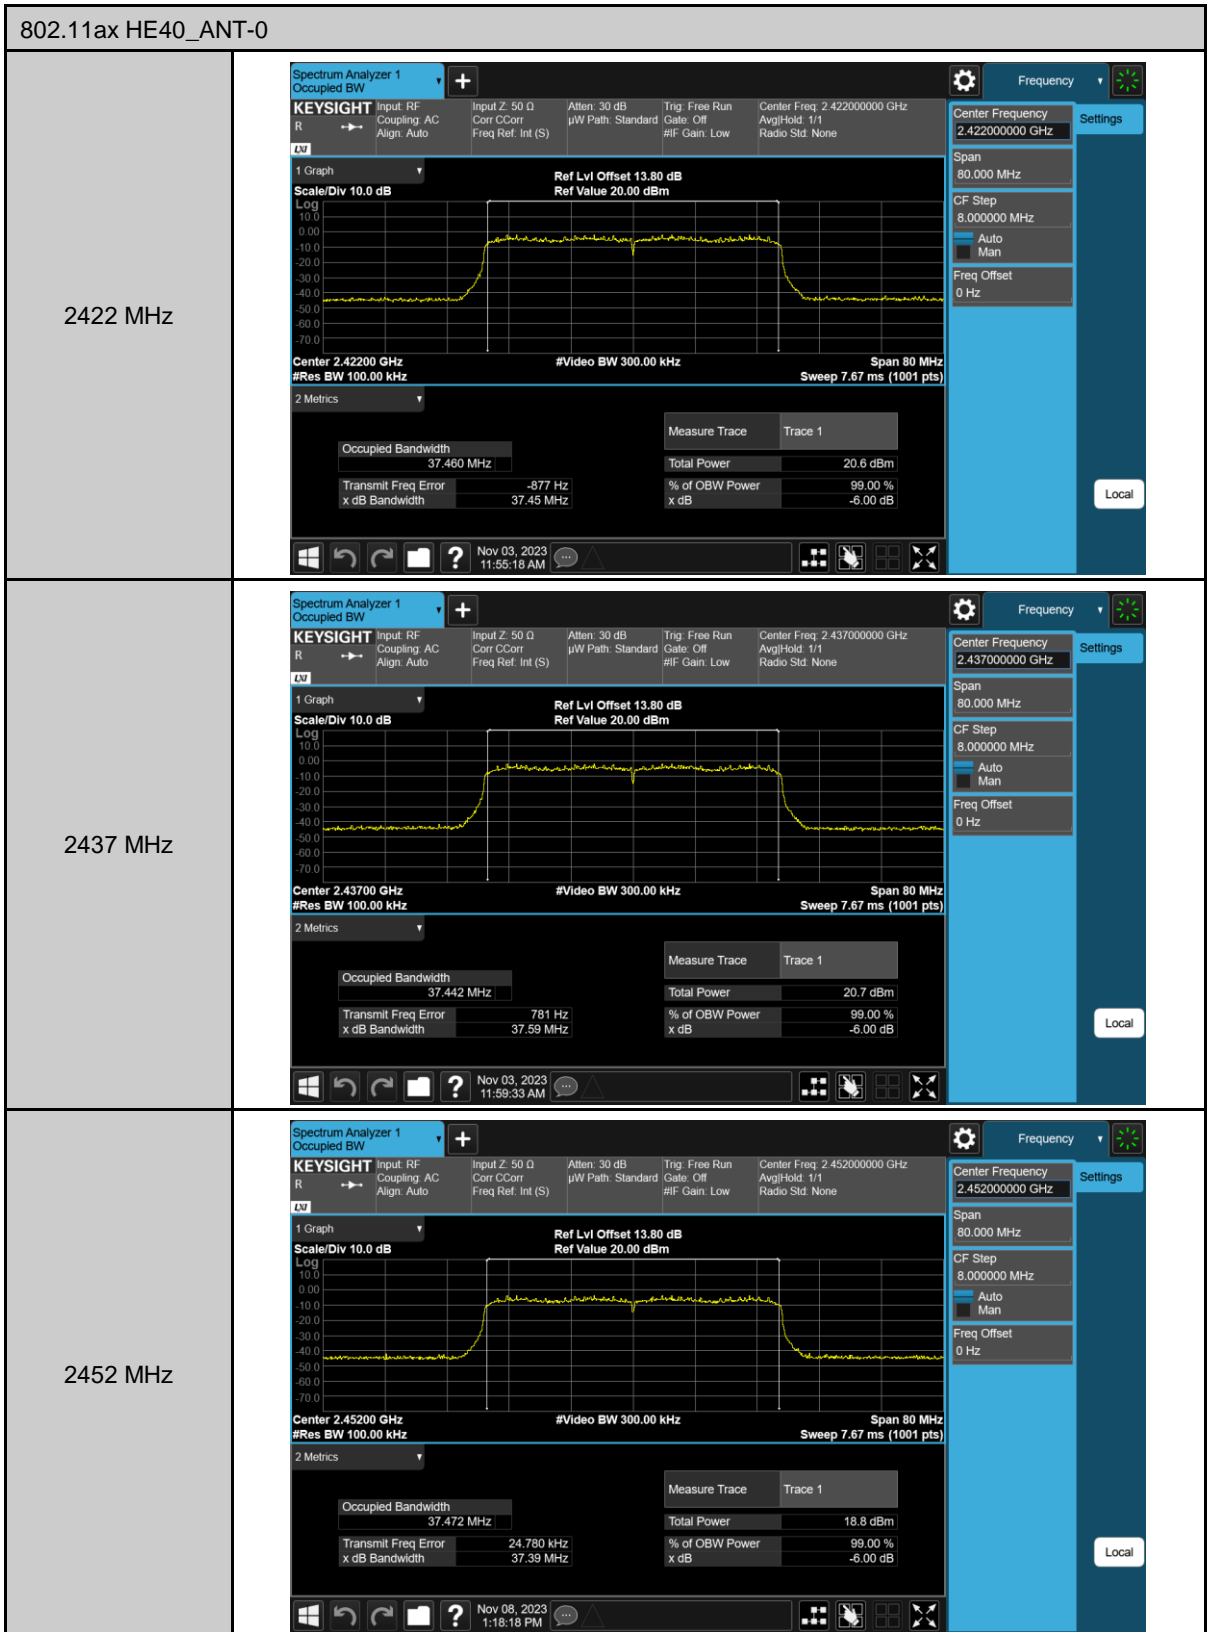 802.11ax HE40_ANT-0
2422 MHz
Spectrum Analyzer 1
Occupied BW
Frequency
KEYSIGHT
R
LXI
Input: RF
Coupling: AC
Align: Auto
Input Z: 50 Ω
Corr CCorr
Freq Ref: Int (S)
Atten: 30 dB
µW Path: Standard
Trig: Free Run
Gate: Off
#IF Gain: Low
Center Freq: 2.422000000 GHz
Avg|Hold: 1/1
Radio Std: None
Center Frequency
2.422000000 GHz
Settings
Span
80.000 MHz
CF Step
8.000000 MHz
Auto
Man
Freq Offset
0 Hz
1 Graph
Scale/Div 10.0 dB
Ref Lvl Offset 13.80 dB
Ref Value 20.00 dBm
Log
10.0
0.00
-10.0
-20.0
-30.0
-40.0
-50.0
-60.0
-70.0
Center 2.42200 GHz
#Video BW 300.00 kHz
Span 80 MHz
#Res BW 100.00 kHz
Sweep 7.67 ms (1001 pts)
2 Metrics
Measure Trace Trace 1
Occupied Bandwidth
37.460 MHz
Total Power 20.6 dBm
Transmit Freq Error -877 Hz
% of OBW Power 99.00 %
x dB Bandwidth 37.45 MHz
x dB -6.00 dB
Local
?
Nov 03, 2023
11:55:18 AM
2437 MHz
Spectrum Analyzer 1
Occupied BW
Frequency
KEYSIGHT
R
LXI
Input: RF
Coupling: AC
Align: Auto
Input Z: 50 Ω
Corr CCorr
Freq Ref: Int (S)
Atten: 30 dB
µW Path: Standard
Trig: Free Run
Gate: Off
#IF Gain: Low
Center Freq: 2.437000000 GHz
Avg|Hold: 1/1
Radio Std: None
Center Frequency
2.437000000 GHz
Settings
Span
80.000 MHz
CF Step
8.000000 MHz
Auto
Man
Freq Offset
0 Hz
1 Graph
Scale/Div 10.0 dB
Ref Lvl Offset 13.80 dB
Ref Value 20.00 dBm
Log
10.0
0.00
-10.0
-20.0
-30.0
-40.0
-50.0
-60.0
-70.0
Center 2.43700 GHz
#Video BW 300.00 kHz
Span 80 MHz
#Res BW 100.00 kHz
Sweep 7.67 ms (1001 pts)
2 Metrics
Measure Trace Trace 1
Occupied Bandwidth
37.442 MHz
Total Power 20.7 dBm
Transmit Freq Error 781 Hz
% of OBW Power 99.00 %
x dB Bandwidth 37.59 MHz
x dB -6.00 dB
Local
?
Nov 03, 2023
11:59:33 AM
2452 MHz
Spectrum Analyzer 1
Occupied BW
Frequency
KEYSIGHT
R
LXI
Input: RF
Coupling: AC
Align: Auto
Input Z: 50 Ω
Corr CCorr
Freq Ref: Int (S)
Atten: 30 dB
µW Path: Standard
Trig: Free Run
Gate: Off
#IF Gain: Low
Center Freq: 2.452000000 GHz
Avg|Hold: 1/1
Radio Std: None
Center Frequency
2.452000000 GHz
Settings
Span
80.000 MHz
CF Step
8.000000 MHz
Auto
Man
Freq Offset
0 Hz
1 Graph
Scale/Div 10.0 dB
Ref Lvl Offset 13.80 dB
Ref Value 20.00 dBm
Log
10.0
0.00
-10.0
-20.0
-30.0
-40.0
-50.0
-60.0
-70.0
Center 2.45200 GHz
#Video BW 300.00 kHz
Span 80 MHz
#Res BW 100.00 kHz
Sweep 7.67 ms (1001 pts)
2 Metrics
Measure Trace Trace 1
Occupied Bandwidth
37.472 MHz
Total Power 18.8 dBm
Transmit Freq Error 24.780 kHz
% of OBW Power 99.00 %
x dB Bandwidth 37.39 MHz
x dB -6.00 dB
Local
?
Nov 08, 2023
1:18:18 PM